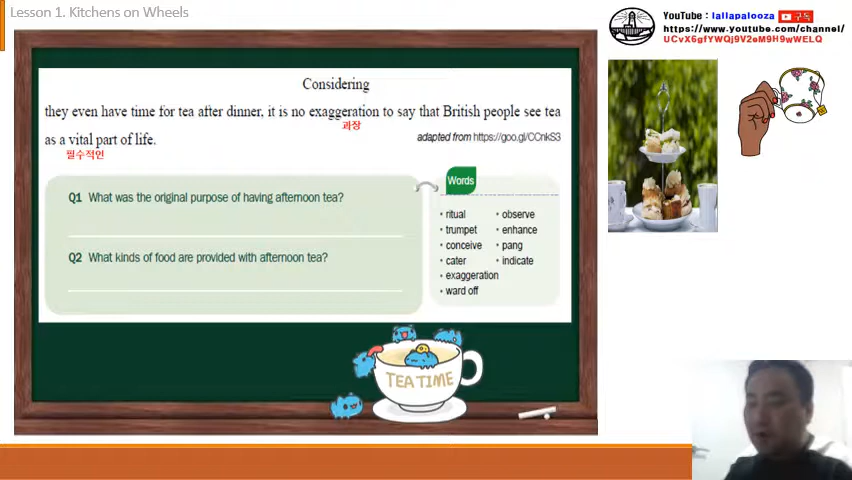 Lesson 1. Kitchens on Wheels
YouTube : lallapalooza 구독
https://www.youtube.com/channel/
UCvX6gfYWQj9V2eM9H9wWELQ
Considering
they even have time for tea after dinner, it is no exaggeration to say that British people see tea
과장
as a vital part of life.
adapted from https://goo.gl/CCnkS3
필수적인
Q1 What was the original purpose of having afternoon tea?
Q2 What kinds of food are provided with afternoon tea?
Words
• ritual
• observe
• trumpet
• enhance
• conceive
• pang
• cater
• indicate
• exaggeration
• ward off
TEA TIME